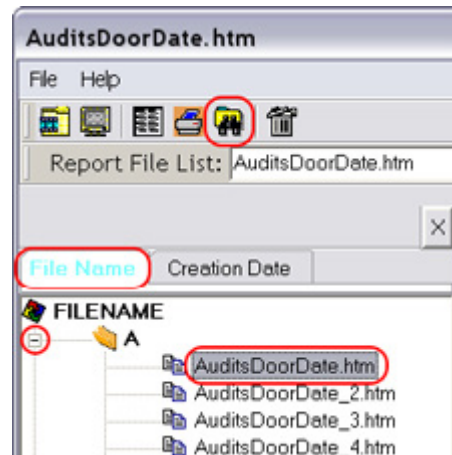 AuditsDoorDate.htm
File Help
Report File List: AuditsDoorDate.htm
File Name Creation Date
FILENAME
A
AuditsDoorDate.htm
AuditsDoorDate_2.htm
AuditsDoorDate_3.htm
AuditsDoorDate_4.htm